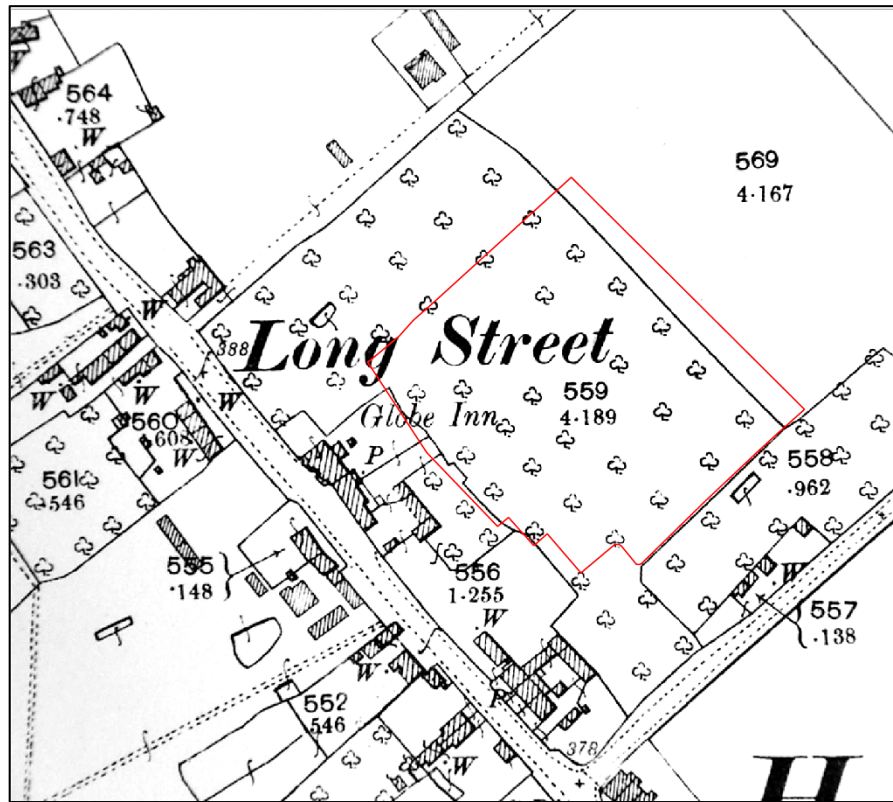 564
·748
W
569
4·167
563
·303
W
388
Long Street
W
W
W
559
4·189
Globe Inn
P
560
·608
W
561
·546
558
·962
555
·148
556
1·255
W
W
557
·138
W
552
546
P
378
W
H